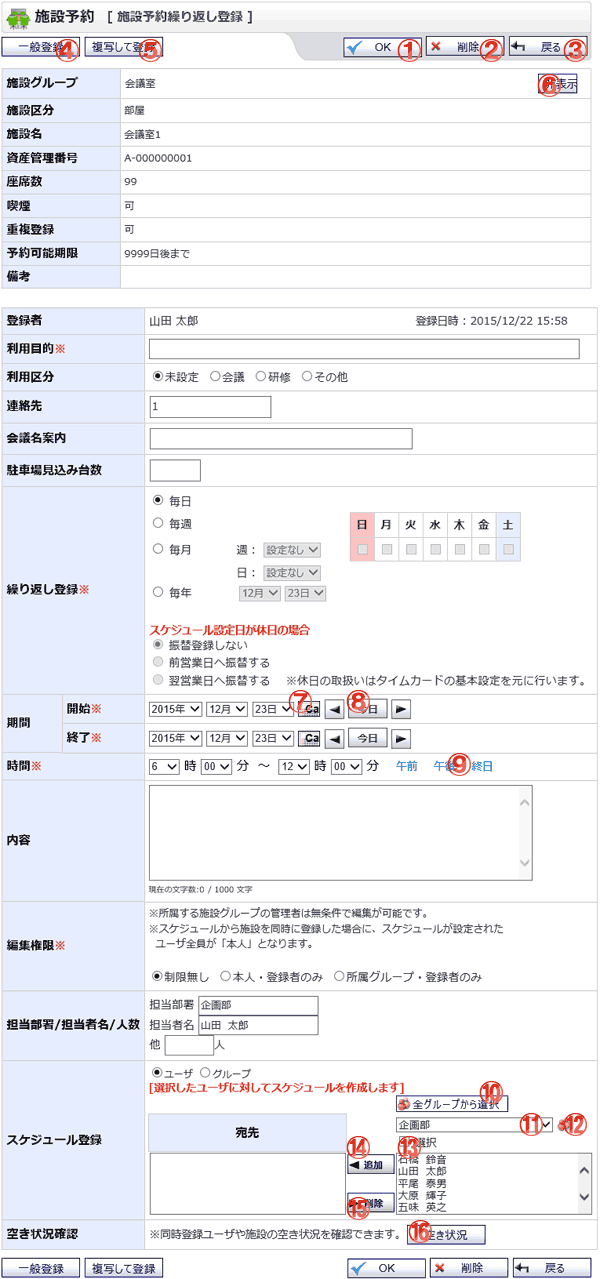 施設予約 [ 施設予約繰り返し登録 ]
一般登録 ④ 複写して登録 ⑤ OK ① 削除 ② 戻る ③
施設グループ 会議室 ⑥ 表示
施設区分 部屋
施設名 会議室1
資産管理番号 A-000000001
座席数 99
喫煙 可
重複登録 可
予約可能期限 9999日後まで
備考
登録者 山田 太郎 登録日時：2015/12/22 15:58
利用目的※
利用区分 未設定 会議 研修 その他
連絡先 1
会議名案内
駐車場見込み台数
繰り返し登録※
毎日
毎週 日 月 火 水 木 金 土
毎月 週： 設定なし
日： 設定なし
毎年 12月 23日
スケジュール設定日が休日の場合
振替登録しない
前営業日へ振替する
翌営業日へ振替する ※休日の取扱いはタイムカードの基本設定を元に行います。
期間 開始※ 2015年 12月 23日 ⑦ Ca ◀ ⑧ 今日 ▶
終了※ 2015年 12月 23日 Ca ◀ 今日 ▶
時間※ 6 時 00 分 ～ 12 時 00 分 午前 午後 ⑨ 終日
内容
現在の文字数:0 / 1000 文字
編集権限※
※所属する施設グループの管理者は無条件で編集が可能です。
※スケジュールから施設を同時に登録した場合に、スケジュールが設定された
ユーザ全員が「本人」となります。
制限無し 本人・登録者のみ 所属グループ・登録者のみ
担当部署/担当者名/人数
担当部署 企画部
担当者名 山田 太郎
他 人
スケジュール登録
ユーザ グループ
[選択したユーザに対してスケジュールを作成します]
⑩
全グループから選択
宛先 企画部 ⑪ ⑫
⑭ ⑬ 選択
◀ 追加 石橋 鈴音
山田 太郎
平尾 泰男
⑮ 削除 大原 輝子
五味 英之
空き状況確認 ※同時登録ユーザや施設の空き状況を確認できます。 ⑯ 空き状況
一般登録 複写して登録 OK 削除 戻る